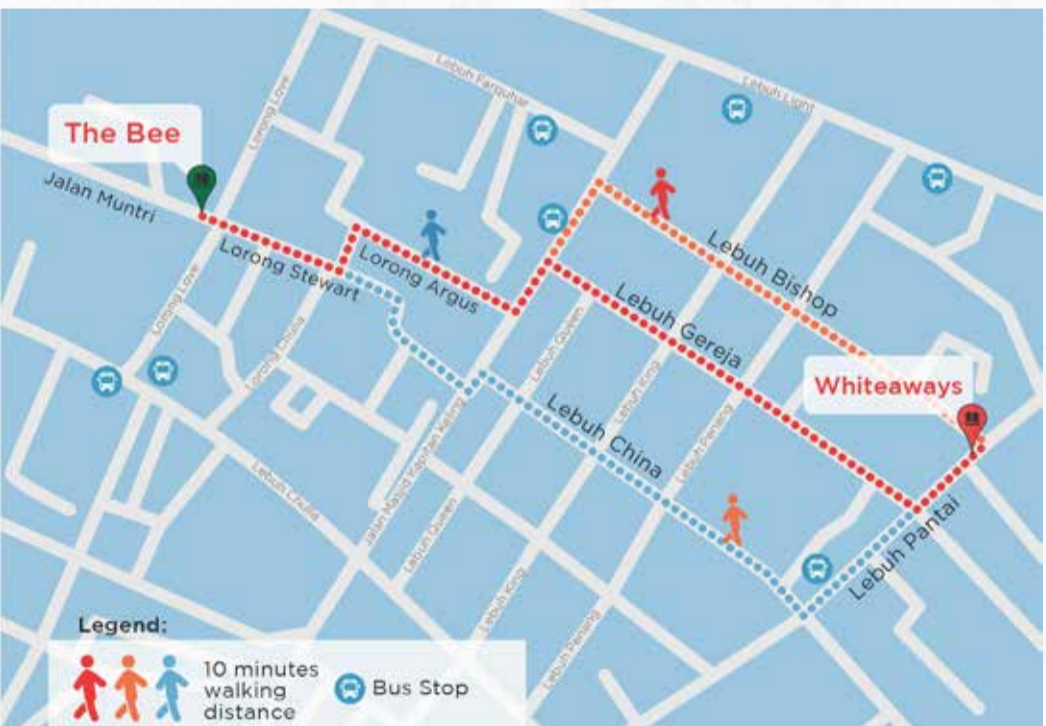 Lebuh Farquhar
Lebuh Light
Lorong Love
The Bee
Jalan Muntri
Lorong Stewart
Lorong Argus
Lebuh Bishop
Lorong Love
Lebuh Gereja
Lorong Chulia
Lebuh Queen
Lebuh King
Whiteaways
Lebuh China
Jalan Masjid Kapitan Keling
Lebuh Penang
Lebuh Chulia
Lebuh Queen
Lebuh Pantai
Lebuh King
Lebuh Penang
Legend:
10 minutes
walking
distance
Bus Stop